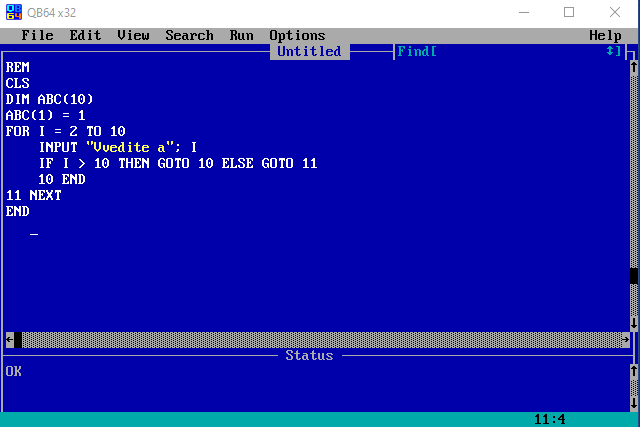 QB64 x32
File Edit View Search Run Options Help
Untitled Find[ ↕]
REM
CLS
DIM ABC(10)
ABC(1) = 1
FOR I = 2 TO 10
INPUT "Vvedite a"; I
IF I > 10 THEN GOTO 10 ELSE GOTO 11
10 END
11 NEXT
END
_
Status
OK
11:4